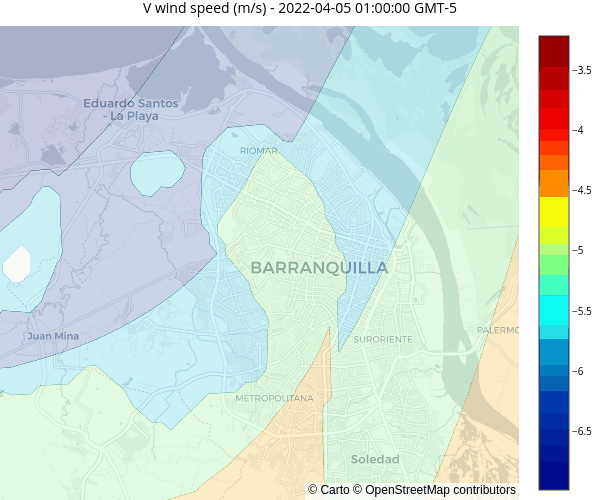 V wind speed (m/s) - 2022-04-05 01:00:00 GMT-5
−3.5
−4
−4.5
−5
−5.5
−6
−6.5
Eduardo Santos
- La Playa
RIOMAR
BARRANQUILLA
Juan Mina
SURORIENTE
PALERMO
METROPOLITANA
Soledad
© Carto © OpenStreetMap contributors